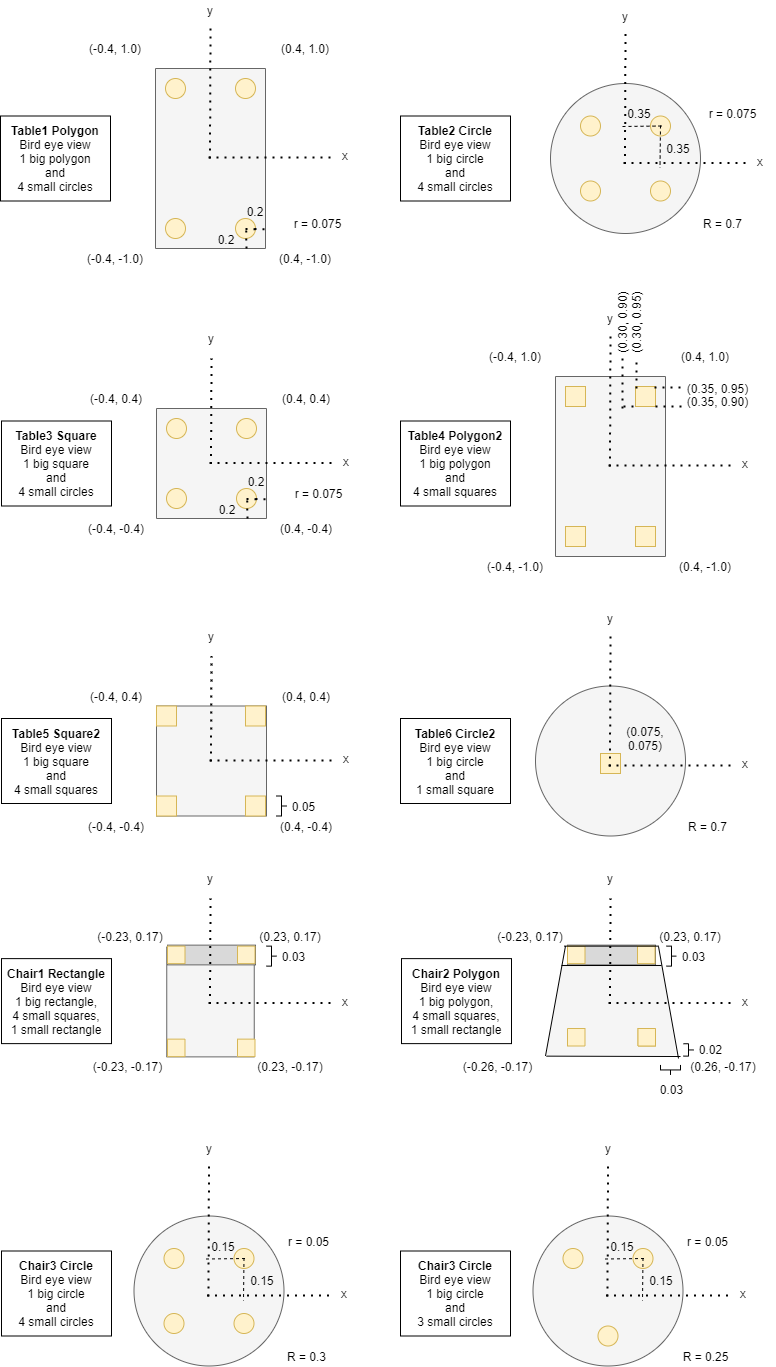 y
(-0.4, 1.0)
(0.4, 1.0)
Table1 Polygon
Bird eye view
1 big polygon
and
4 small circles
x
0.2
0.2
r = 0.075
(-0.4, -1.0)
(0.4, -1.0)
y
0.35
r = 0.075
Table2 Circle
Bird eye view
1 big circle
and
4 small circles
0.35
x
R = 0.7
y
(-0.4, 0.4)
(0.4, 0.4)
Table3 Square
Bird eye view
1 big square
and
4 small circles
x
0.2
0.2
r = 0.075
(-0.4, -0.4)
(0.4, -0.4)
y
(0.30, 0.90)
(0.30, 0.95)
(-0.4, 1.0)
(0.4, 1.0)
(0.35, 0.95)
(0.35, 0.90)
Table4 Polygon2
Bird eye view
1 big polygon
and
4 small squares
x
(-0.4, -1.0)
(0.4, -1.0)
y
(-0.4, 0.4)
(0.4, 0.4)
Table5 Square2
Bird eye view
1 big square
and
4 small squares
x
0.05
(-0.4, -0.4)
(0.4, -0.4)
y
Table6 Circle2
Bird eye view
1 big circle
and
1 small square
(0.075,
0.075)
x
R = 0.7
y
(-0.23, 0.17)
(0.23, 0.17)
0.03
Chair1 Rectangle
Bird eye view
1 big rectangle,
4 small squares,
1 small rectangle
x
(-0.23, -0.17)
(0.23, -0.17)
y
(-0.23, 0.17)
(0.23, 0.17)
0.03
Chair2 Polygon
Bird eye view
1 big polygon,
4 small squares,
1 small rectangle
x
0.02
(-0.26, -0.17)
(0.26, -0.17)
0.03
y
0.15
r = 0.05
Chair3 Circle
Bird eye view
1 big circle
and
4 small circles
0.15
x
R = 0.3
y
0.15
r = 0.05
Chair3 Circle
Bird eye view
1 big circle
and
3 small circles
0.15
x
R = 0.25